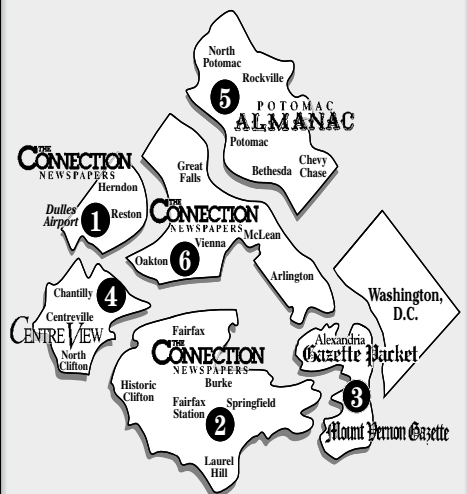 North
Potomac
Rockville
5
POTOMAC
ALMANAC
Potomac
Bethesda
Chevy
Chase
THE
CONNECTION
NEWSPAPERS
Herndon
Dulles
Airport
1
Reston
Great
Falls
THE
CONNECTION
NEWSPAPERS
Vienna
McLean
Oakton
6
Arlington
Chantilly
4
Centreville
CENTRE VIEW
North
Clifton
Washington,
D.C.
Fairfax
THE
CONNECTION
NEWSPAPERS
Burke
Historic
Clifton
Fairfax
Station
Springfield
2
Laurel
Hill
Alexandria
Gazette Packet
3
Mount Vernon Gazette